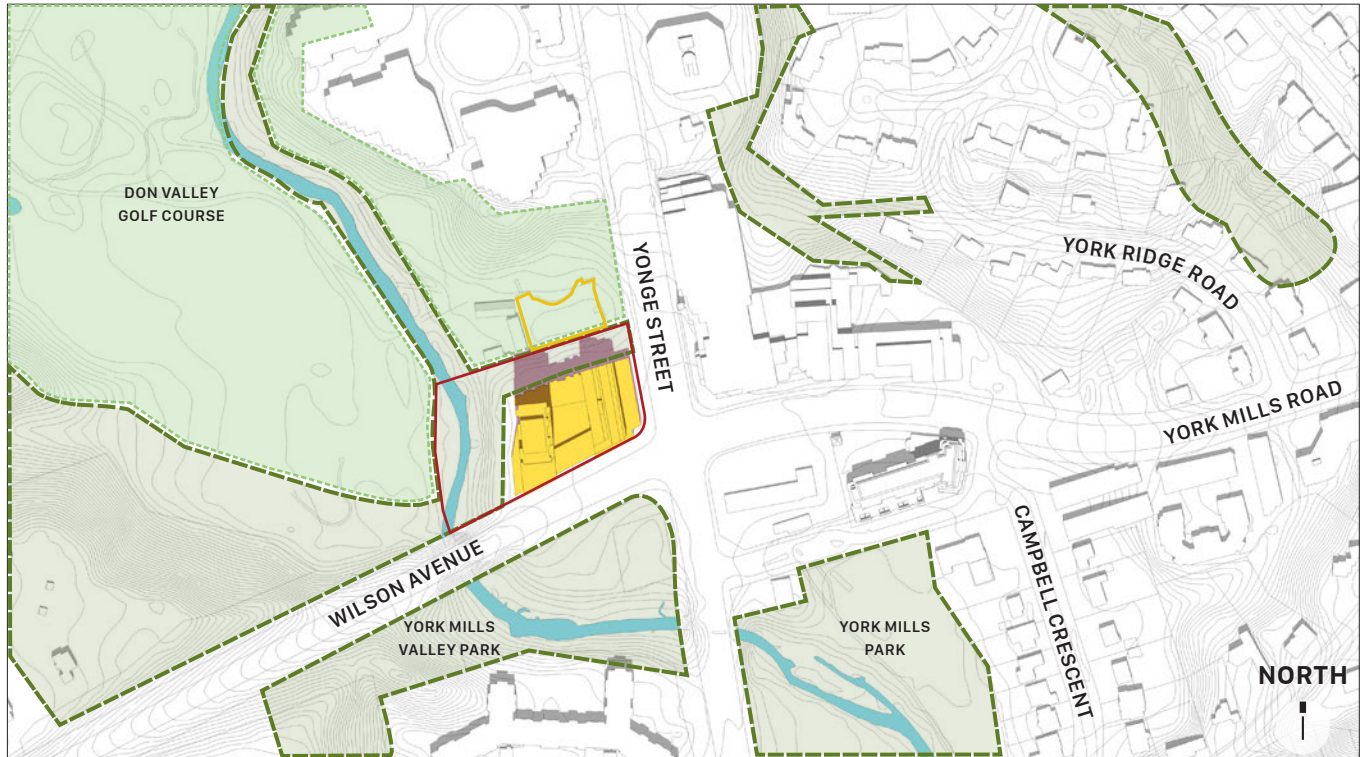 DON VALLEY
GOLF COURSE
YONGE STREET
YORK RIDGE ROAD
YORK MILLS ROAD
WILSON AVENUE
YORK MILLS
VALLEY PARK
YORK MILLS
PARK
CAMPBELL CRESCENT
NORTH